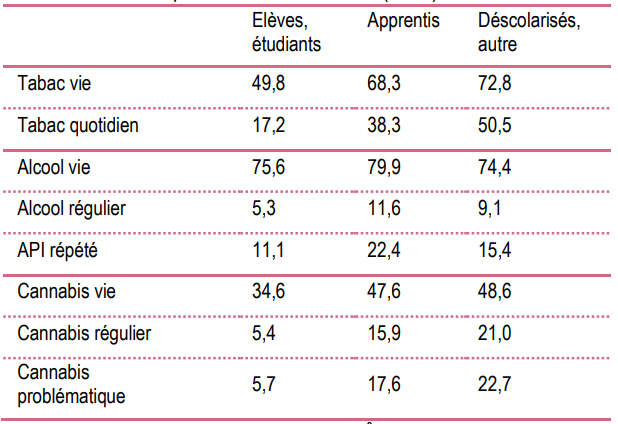 Elèves, étudiants Apprentis Déscolarisés, autre
Tabac vie 49,8 68,3 72,8
Tabac quotidien 17,2 38,3 50,5
Alcool vie 75,6 79,9 74,4
Alcool régulier 5,3 11,6 9,1
API répété 11,1 22,4 15,4
Cannabis vie 34,6 47,6 48,6
Cannabis régulier 5,4 15,9 21,0
Cannabis problématique 5,7 17,6 22,7